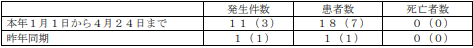 発生件数 患者数 死亡者数
本年１月１日から４月２４日まで １１（３） １８（７） ０（０）
昨年同期 １（１） １（１） ０（０）